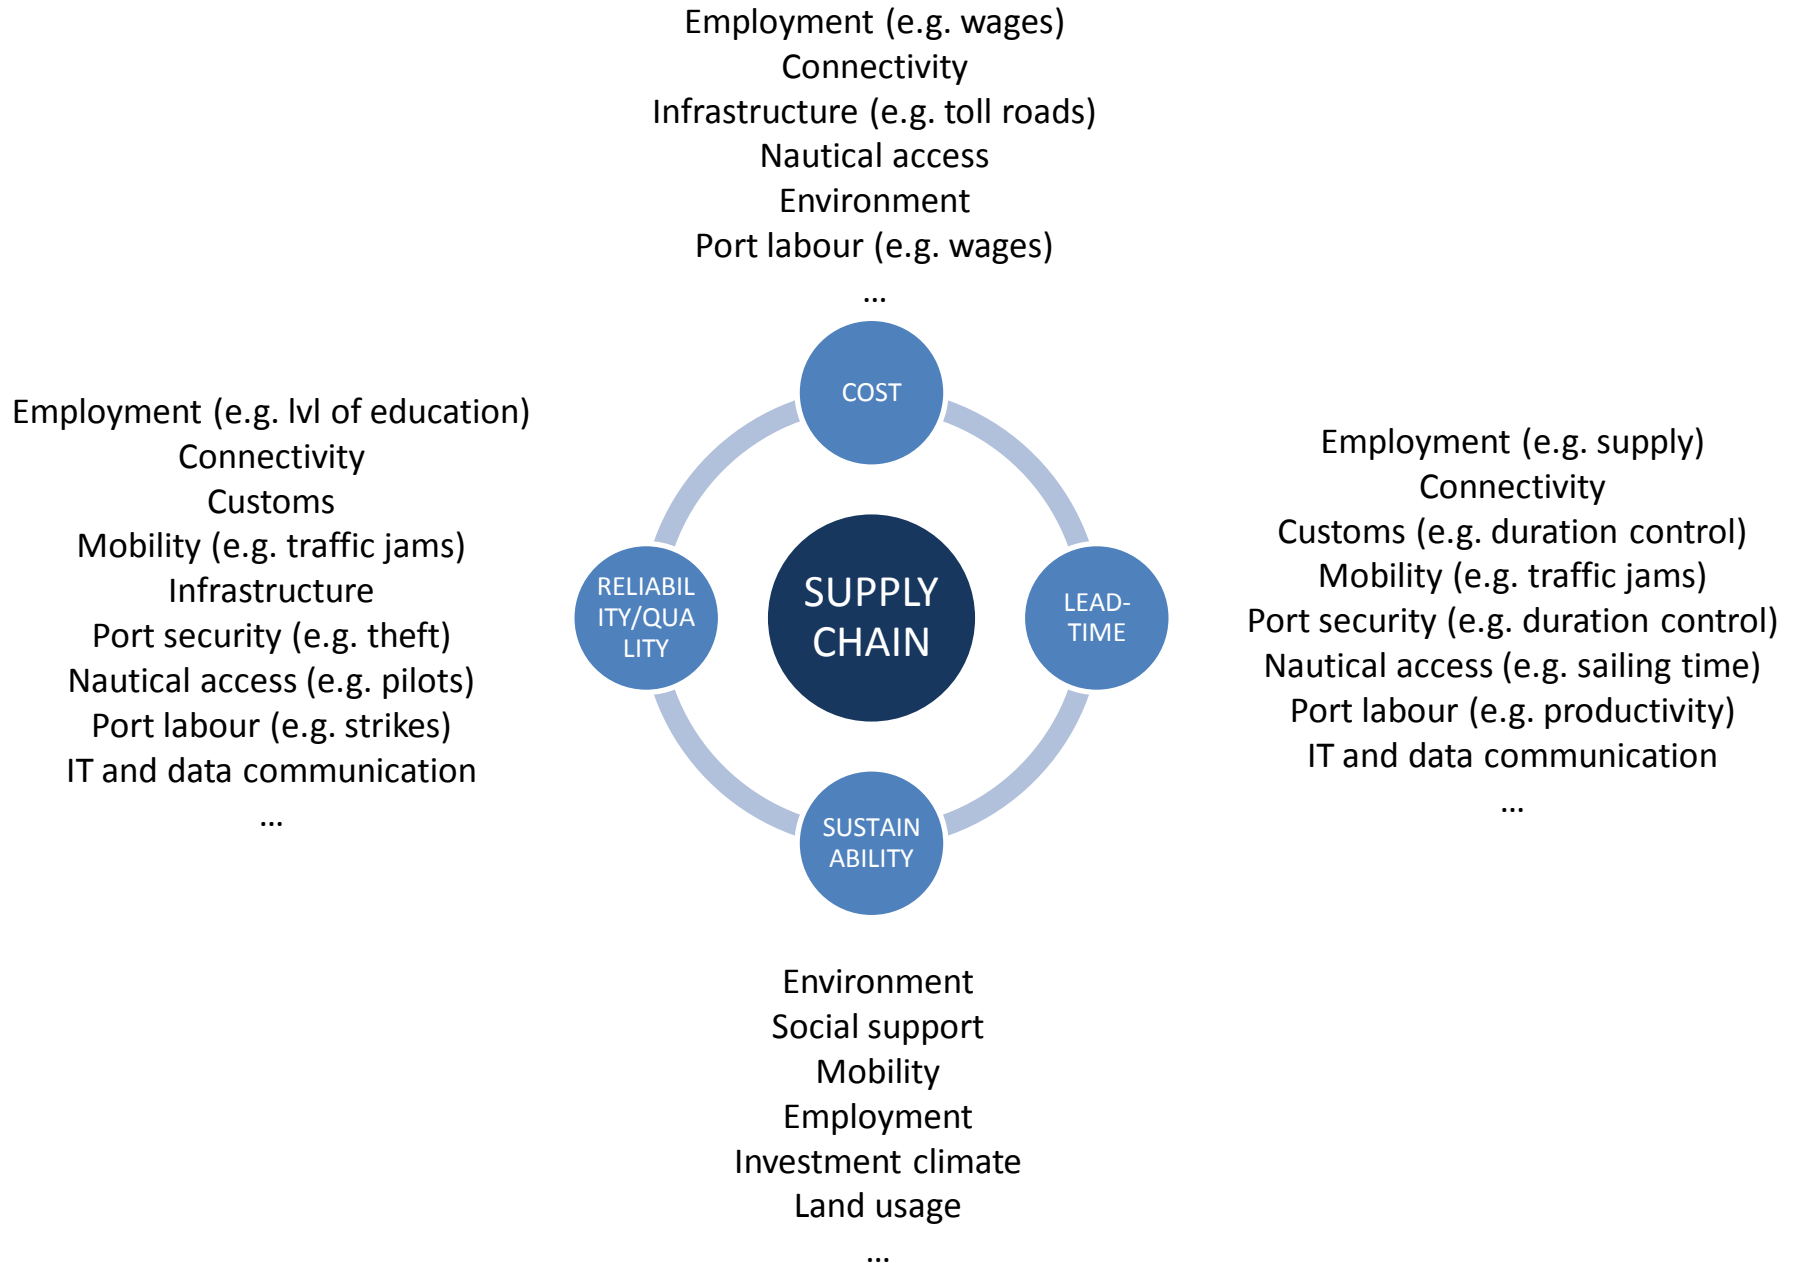 Employment (e.g. wages)
Connectivity
Infrastructure (e.g. toll roads)
Nautical access
Environment
Port labour (e.g. wages)
...
COST
Employment (e.g. lvl of education)
Connectivity
Customs
Mobility (e.g. traffic jams)
Infrastructure
Port security (e.g. theft)
Nautical access (e.g. pilots)
Port labour (e.g. strikes)
IT and data communication
...
RELIABIL
ITY/QUA
LITY
SUPPLY
CHAIN
LEAD-
TIME
Employment (e.g. supply)
Connectivity
Customs (e.g. duration control)
Mobility (e.g. traffic jams)
Port security (e.g. duration control)
Nautical access (e.g. sailing time)
Port labour (e.g. productivity)
IT and data communication
...
SUSTAIN
ABILITY
Environment
Social support
Mobility
Employment
Investment climate
Land usage
...